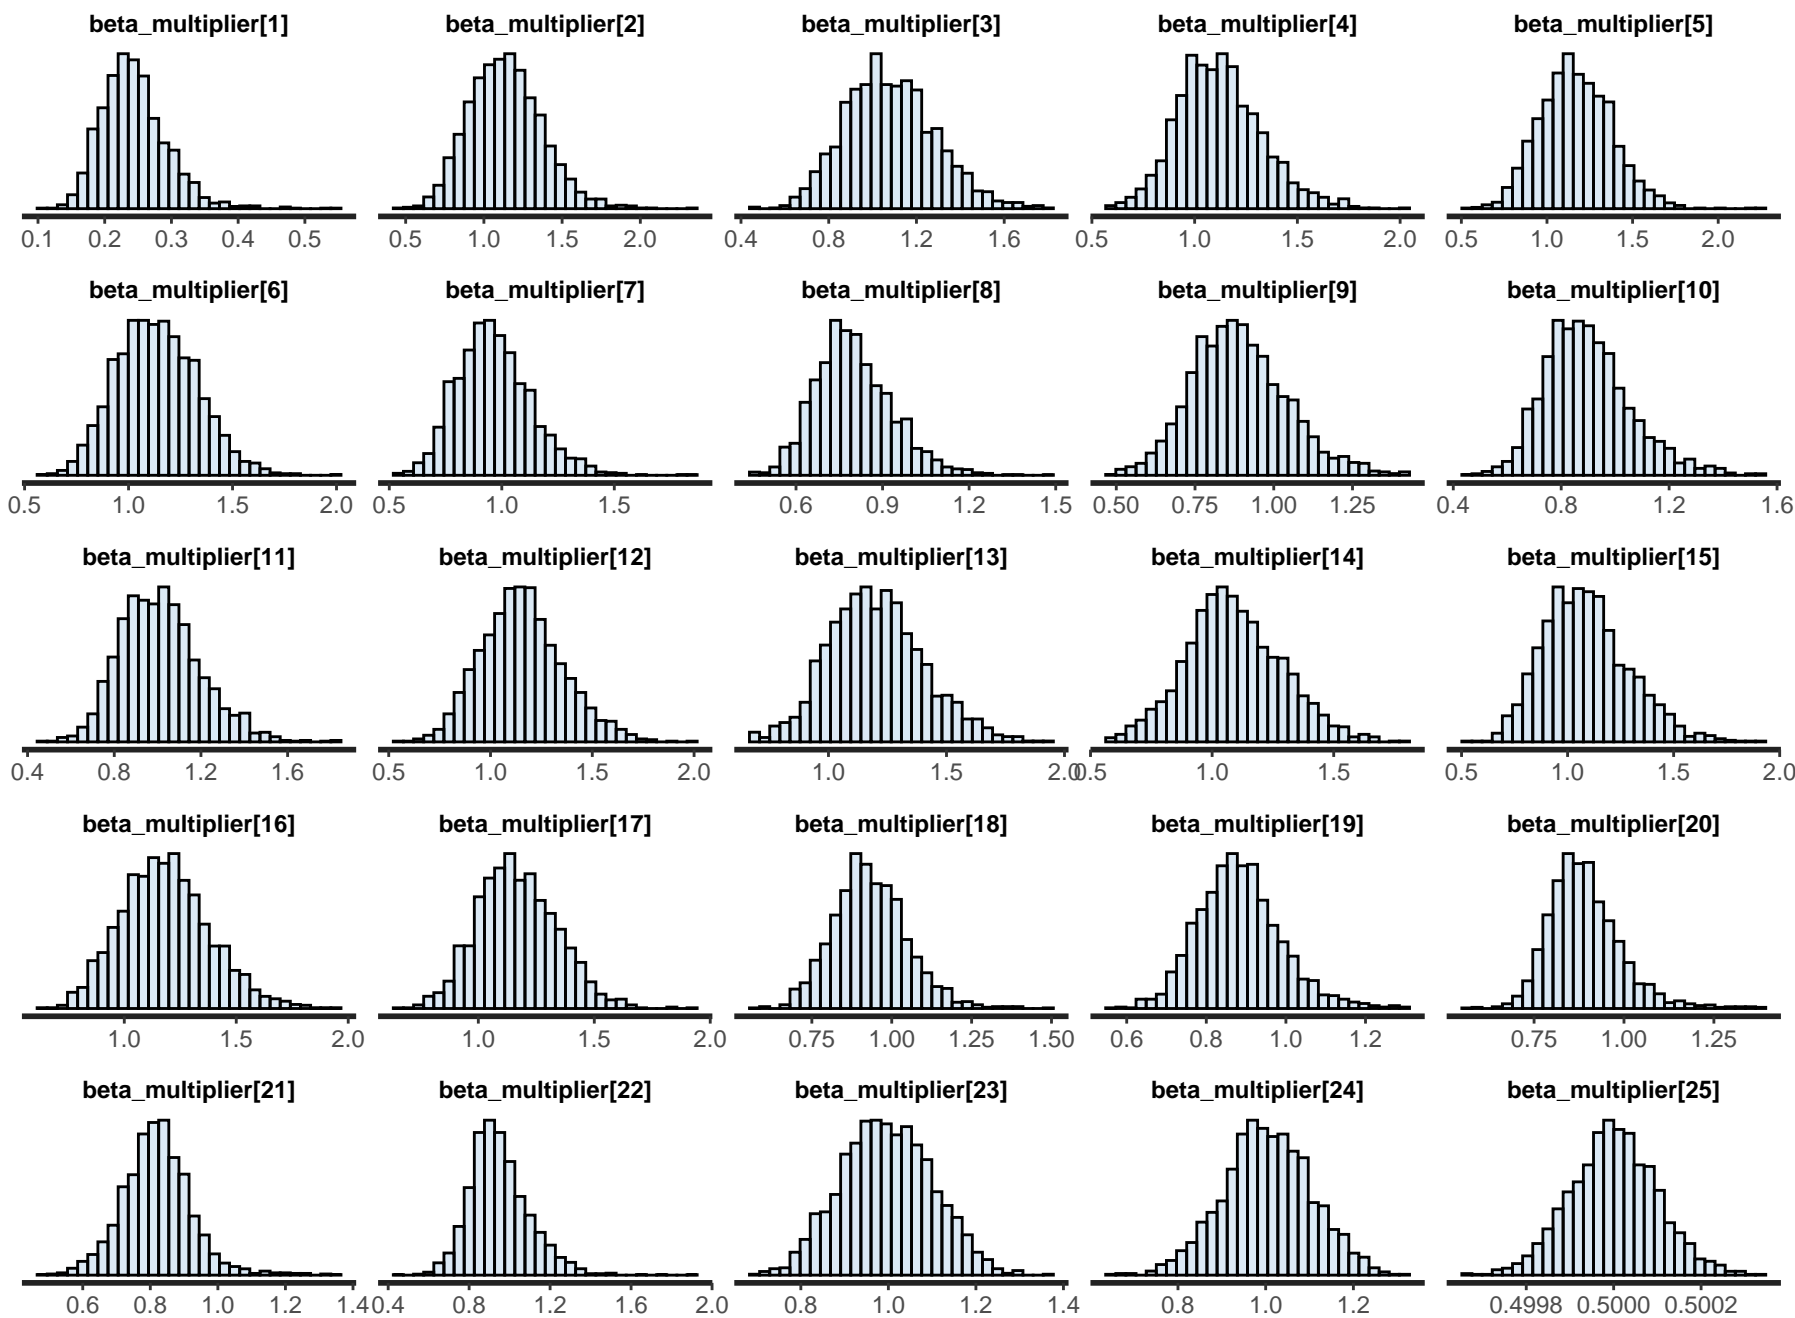 beta_multiplier[1] beta_multiplier[2] beta_multiplier[3] beta_multiplier[4] beta_multiplier[5]
0.1 0.2 0.3 0.4 0.5 0.5 1.0 1.5 2.0 0.4 0.8 1.2 1.6 0.5 1.0 1.5 2.0 0.5 1.0 1.5 2.0
beta_multiplier[6] beta_multiplier[7] beta_multiplier[8] beta_multiplier[9] beta_multiplier[10]
0.5 1.0 1.5 2.0 0.5 1.0 1.5 0.6 0.9 1.2 1.5 0.50 0.75 1.00 1.25 0.4 0.8 1.2 1.6
beta_multiplier[11] beta_multiplier[12] beta_multiplier[13] beta_multiplier[14] beta_multiplier[15]
0.4 0.8 1.2 1.6 0.5 1.0 1.5 2.0 1.0 1.5 2.0 0.5 1.0 1.5 0.5 1.0 1.5 2.0
beta_multiplier[16] beta_multiplier[17] beta_multiplier[18] beta_multiplier[19] beta_multiplier[20]
1.0 1.5 2.0 1.0 1.5 2.0 0.75 1.00 1.25 1.50 0.6 0.8 1.0 1.2 0.75 1.00 1.25
beta_multiplier[21] beta_multiplier[22] beta_multiplier[23] beta_multiplier[24] beta_multiplier[25]
0.6 0.8 1.0 1.2 1.4 0.4 0.8 1.2 1.6 2.0 0.8 1.0 1.2 1.4 0.8 1.0 1.2 0.4998 0.5000 0.5002